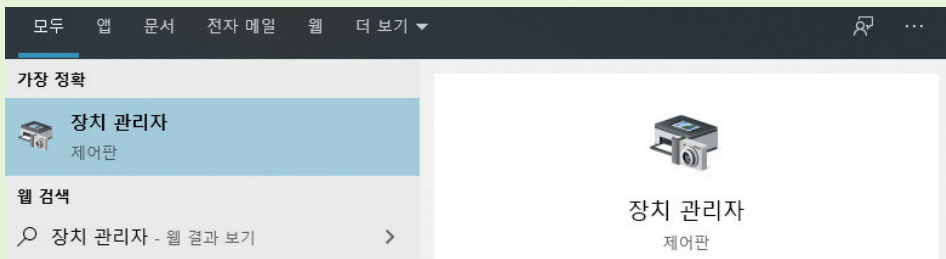 모두 앱 문서 전자 메일 웹 더 보기
가장 정확
장치 관리자
제어판
웹 검색
장치 관리자 - 웹 결과 보기
장치 관리자
제어판